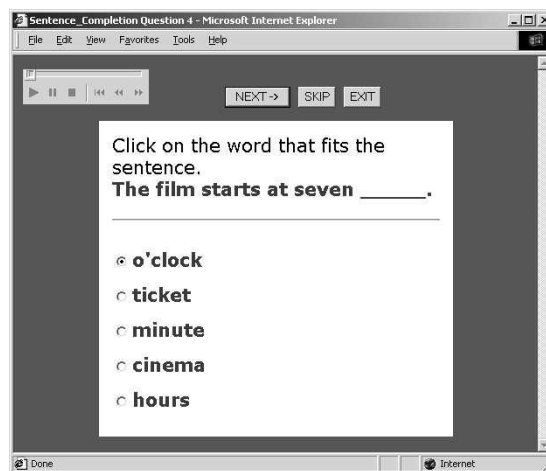 Sentence_Completion Question 4 - Microsoft Internet Explorer
File Edit View Favorites Tools Help
NEXT-> SKIP EXIT
Click on the word that fits the
sentence.
The film starts at seven ______.
o'clock
ticket
minute
cinema
hours
Done Internet